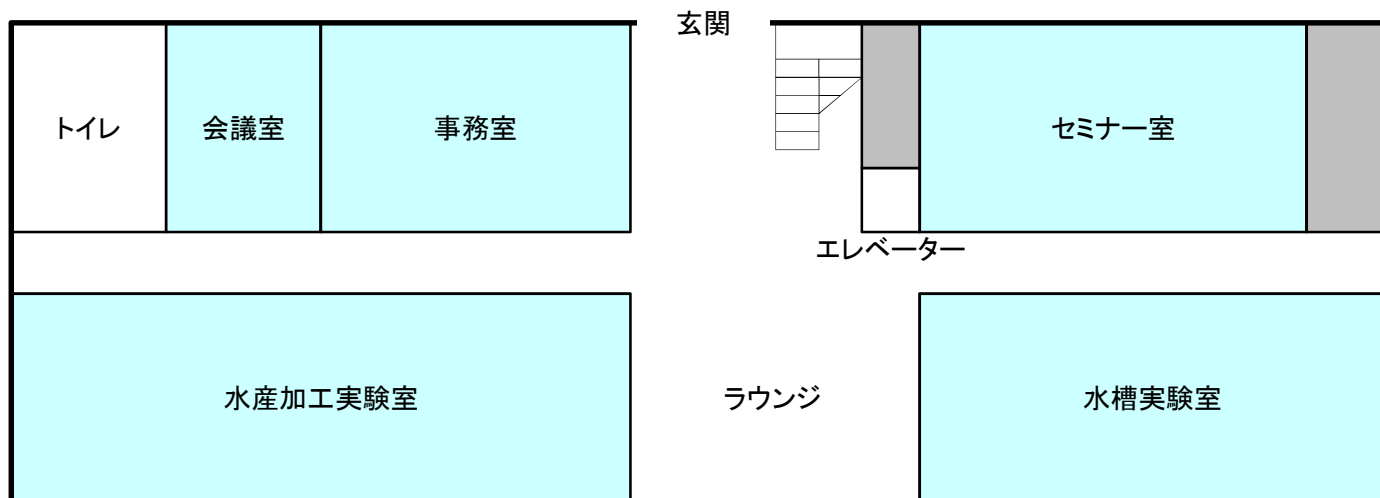 玄関
トイレ
会議室
事務室
セミナー室
エレベーター
水産加工実験室
ラウンジ
水槽実験室